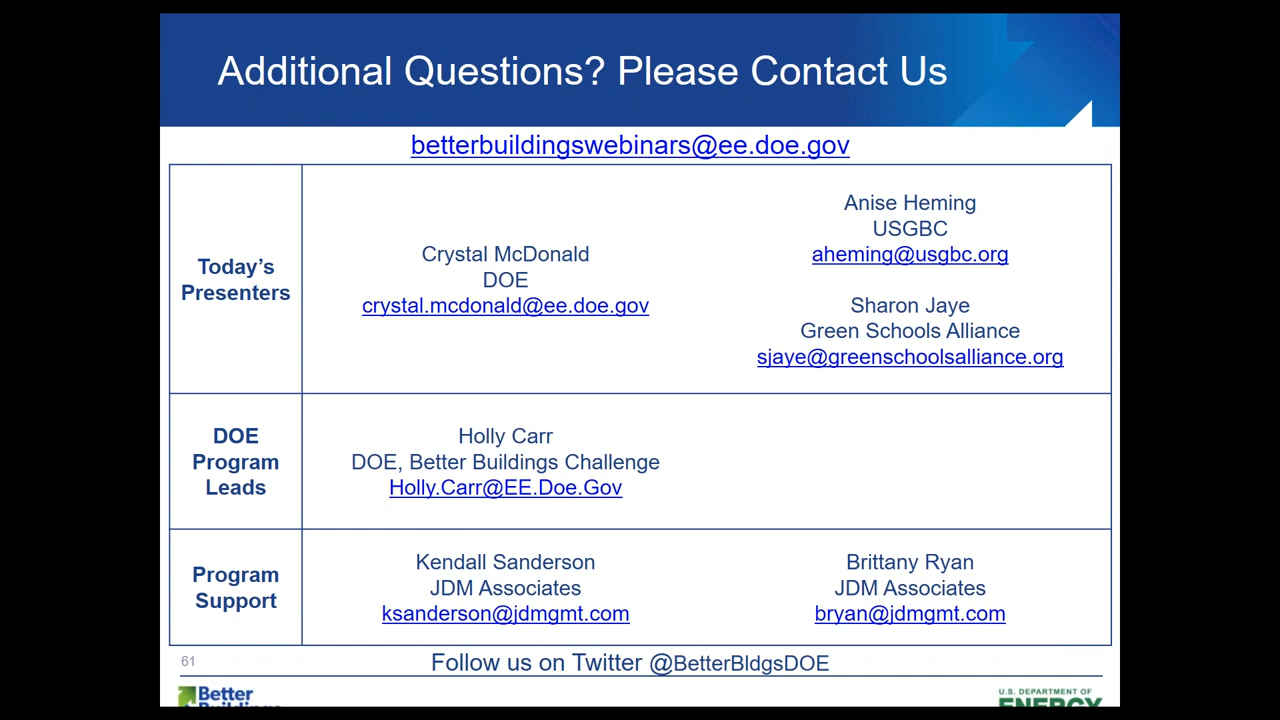 Additional Questions? Please Contact Us
betterbuildingswebinars@ee.doe.gov
Today's
Presenters
Crystal McDonald
DOE
crystal.mcdonald@ee.doe.gov
Anise Heming
USGBC
aheming@usgbc.org
Sharon Jaye
Green Schools Alliance
sjaye@greenschoolsalliance.org
DOE
Program
Leads
Holly Carr
DOE, Better Buildings Challenge
Holly.Carr@EE.Doe.Gov
Program
Support
Kendall Sanderson
JDM Associates
ksanderson@jdmgmt.com
Brittany Ryan
JDM Associates
bryan@jdmgmt.com
61
Follow us on Twitter @BetterBldgsDOE
Better
Buildings
U.S. DEPARTMENT OF
ENERGY